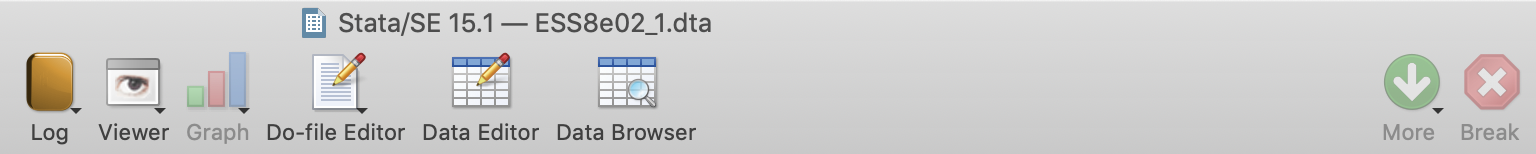 Stata/SE 15.1 — ESS8e02_1.dta
Log Viewer Graph Do-file Editor Data Editor Data Browser More Break